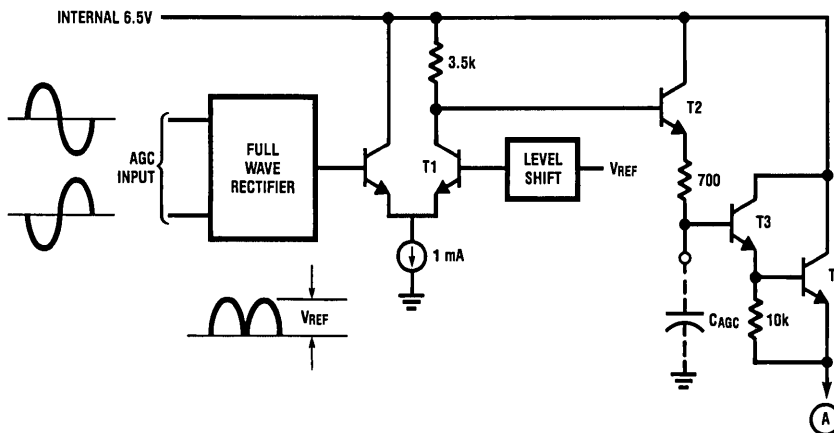 INTERNAL 6.5V
3.5k
T2
AGC
INPUT
FULL
WAVE
RECTIFIER
T1
LEVEL
SHIFT
VREF
700
T3
1 mA
T
VREF
CAGC
10k
A